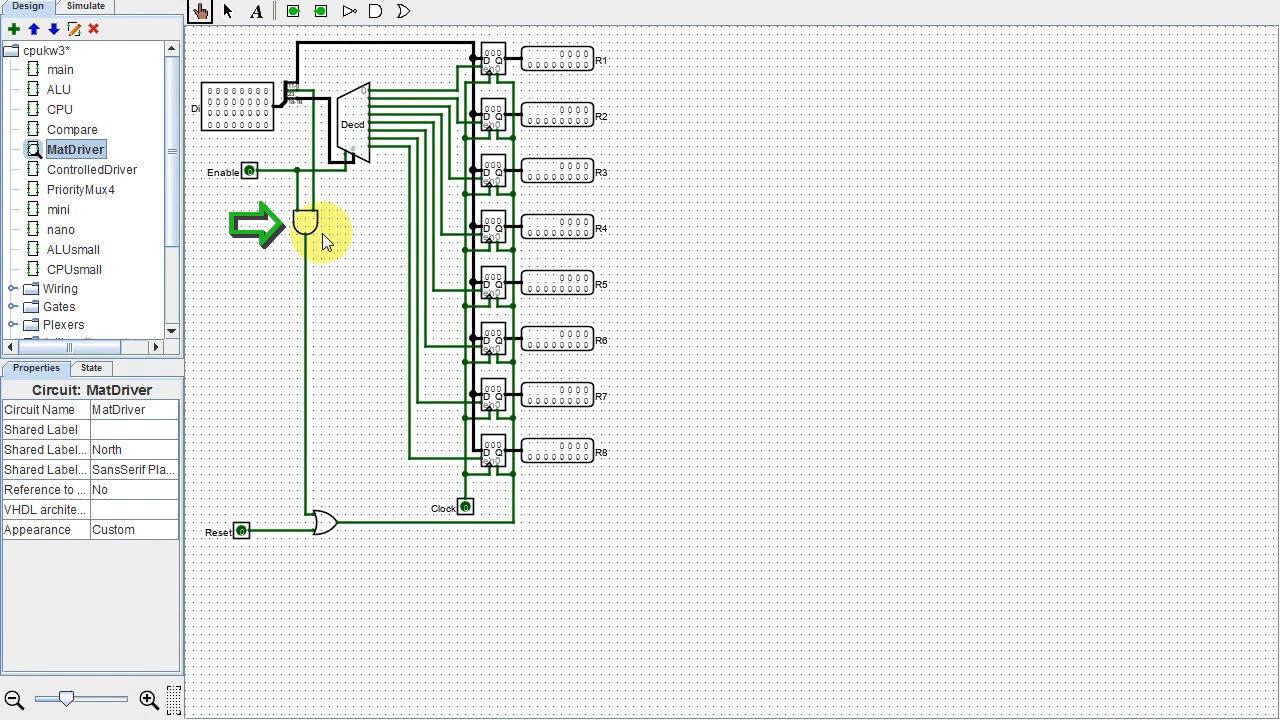 Design Simulate
A
cpukw3*
main
ALU
CPU
Compare
MatDriver
ControlledDriver
PriorityMux4
mini
nano
ALUsmall
CPUsmall
Wiring
Gates
Plexers
Properties State
Circuit: MatDriver
Circuit Name MatDriver
Shared Label
Shared Label... North
Shared Label... SansSerif Pla...
Reference to ... No
VHDL archite...
Appearance Custom
Di
Decd
Enable
Clock
Reset
D Q R1
D Q R2
D Q R3
D Q R4
D Q R5
D Q R6
D Q R7
D Q R8